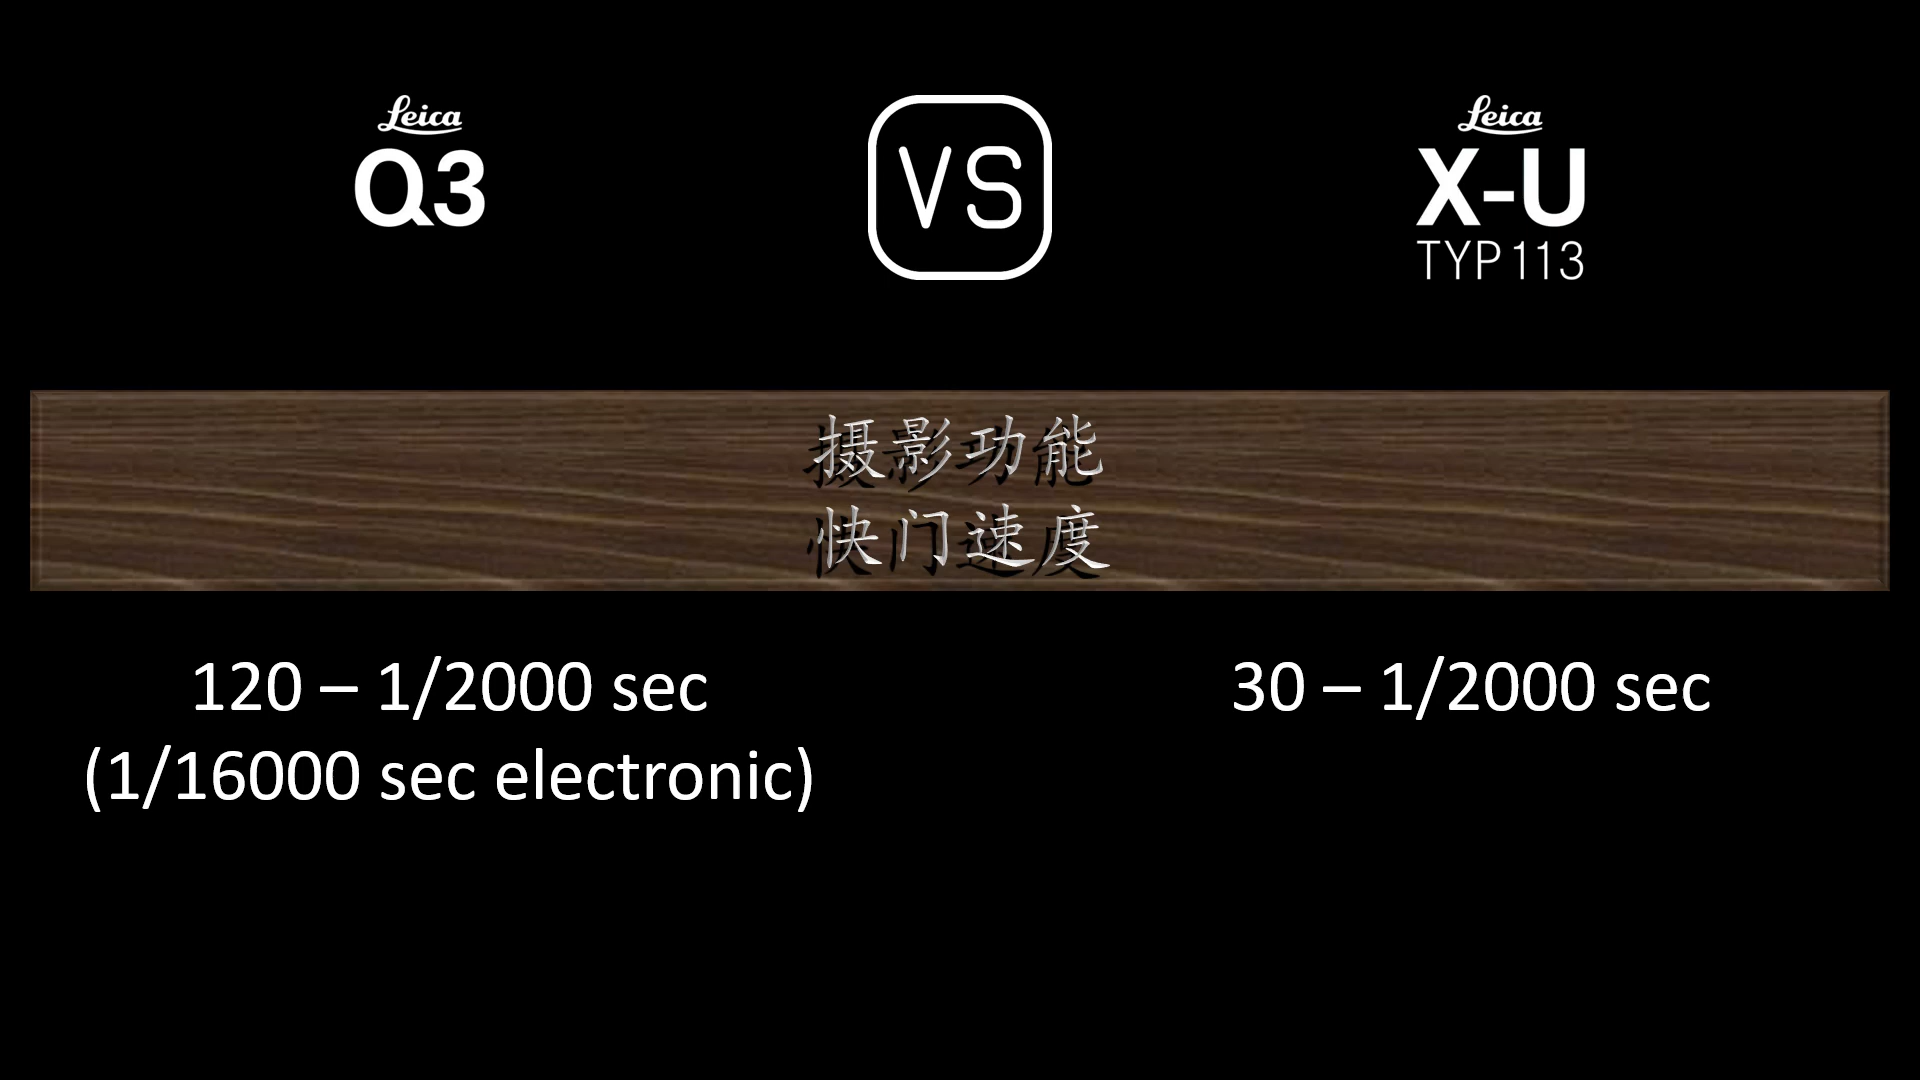 Leica
Q3
VS
Leica
X-U
TYP 113
摄影功能
快门速度
120 – 1/2000 sec
(1/16000 sec electronic)
30 – 1/2000 sec